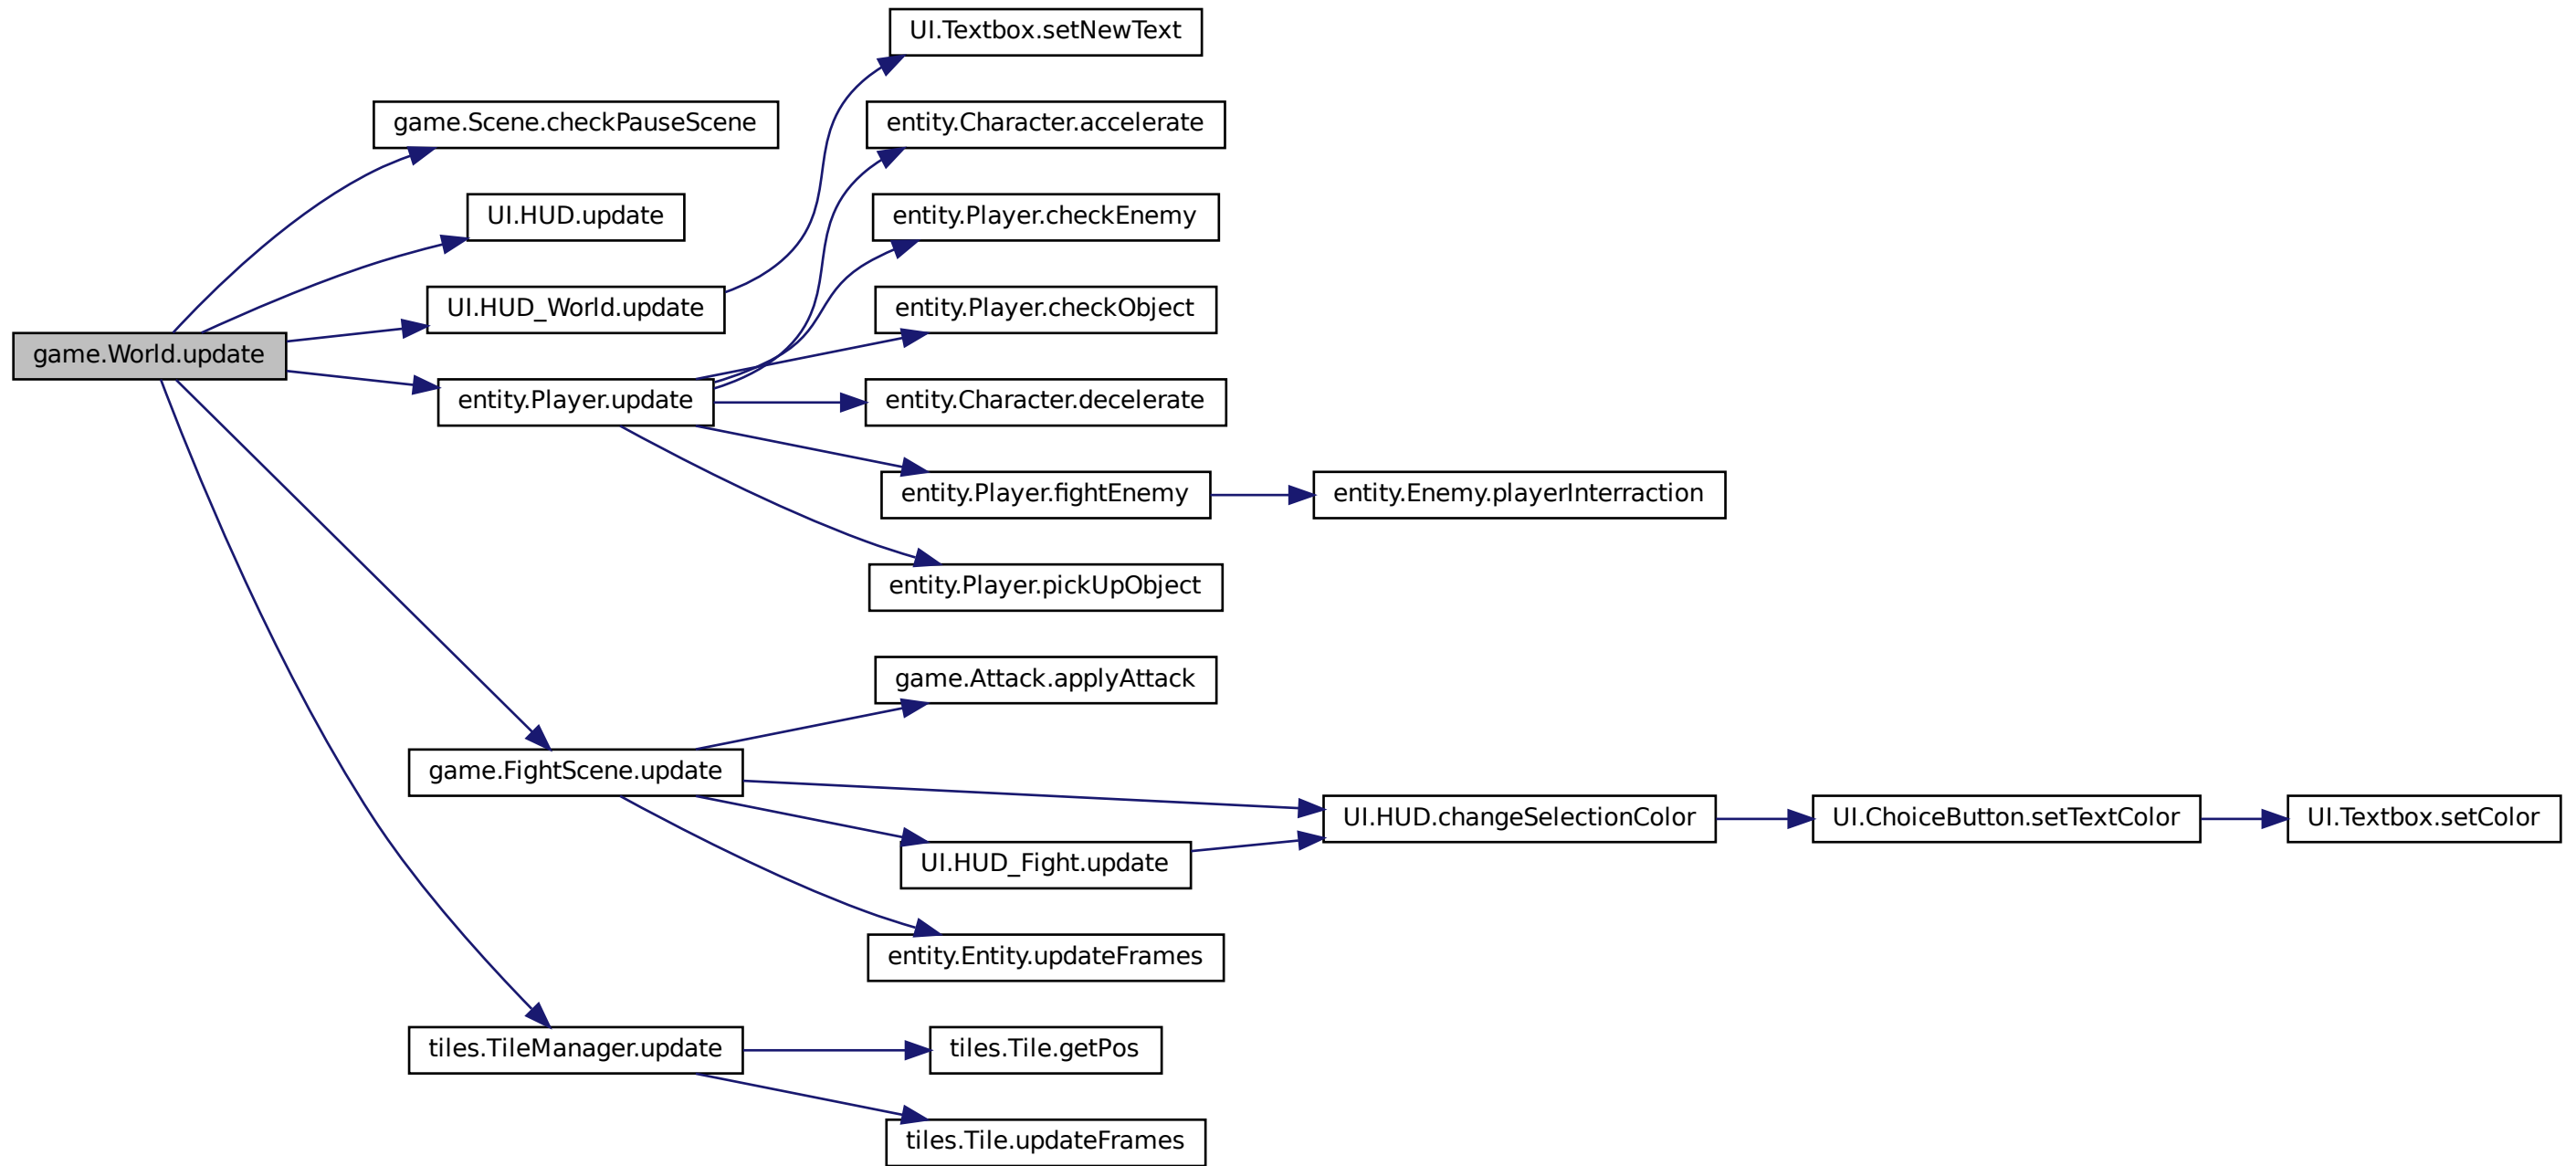 UI.Textbox.setNewText
game.Scene.checkPauseScene
entity.Character.accelerate
UI.HUD.update
entity.Player.checkEnemy
UI.HUD_World.update
entity.Player.checkObject
game.World.update
entity.Player.update
entity.Character.decelerate
entity.Player.fightEnemy
entity.Enemy.playerInterraction
entity.Player.pickUpObject
game.Attack.applyAttack
game.FightScene.update
UI.HUD.changeSelectionColor
UI.ChoiceButton.setTextColor
UI.Textbox.setColor
UI.HUD_Fight.update
entity.Entity.updateFrames
tiles.TileManager.update
tiles.Tile.getPos
tiles.Tile.updateFrames